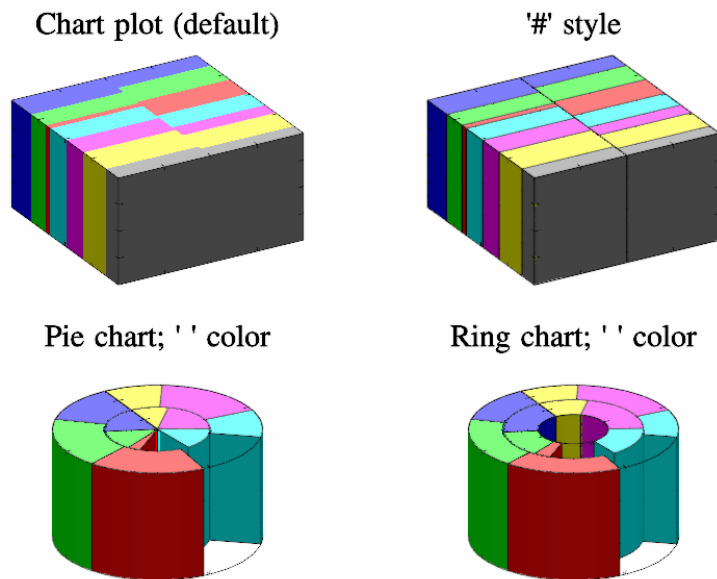 Chart plot (default)
'#' style
Pie chart; ' ' color
Ring chart; ' ' color